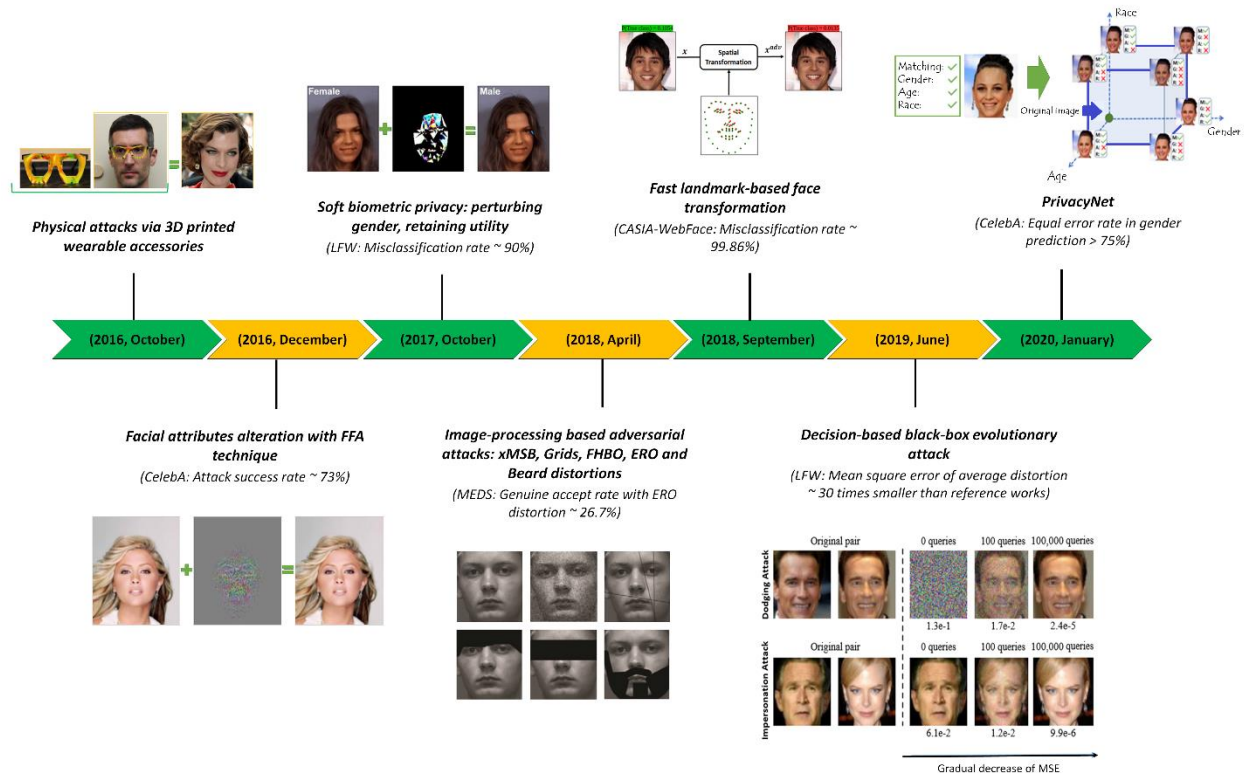 Race
Matching:
Gender:
Age:
Race:
Original Image
Gender
Age
M:
G:
A:
R:
x
Spatial
Transformation
x^adv
Female
Male
Physical attacks via 3D printed
wearable accessories
Soft biometric privacy: perturbing
gender, retaining utility
(LFW: Misclassification rate ~ 90%)
Fast landmark-based face
transformation
(CASIA-WebFace: Misclassification rate ~
99.86%)
PrivacyNet
(CelebA: Equal error rate in gender
prediction > 75%)
(2016, October)
(2016, December)
(2017, October)
(2018, April)
(2018, September)
(2019, June)
(2020, January)
Facial attributes alteration with FFA
technique
(CelebA: Attack success rate ~ 73%)
Image-processing based adversarial
attacks: xMSB, Grids, FHBO, ERO and
Beard distortions
(MEDS: Genuine accept rate with ERO
distortion ~ 26.7%)
Decision-based black-box evolutionary
attack
(LFW: Mean square error of average distortion
~ 30 times smaller than reference works)
Original pair
0 queries
100 queries
100,000 queries
Dodging Attack
1.3e-1
1.7e-2
2.4e-5
Original pair
0 queries
100 queries
100,000 queries
Impersonation Attack
6.1e-2
1.2e-2
9.9e-6
Gradual decrease of MSE